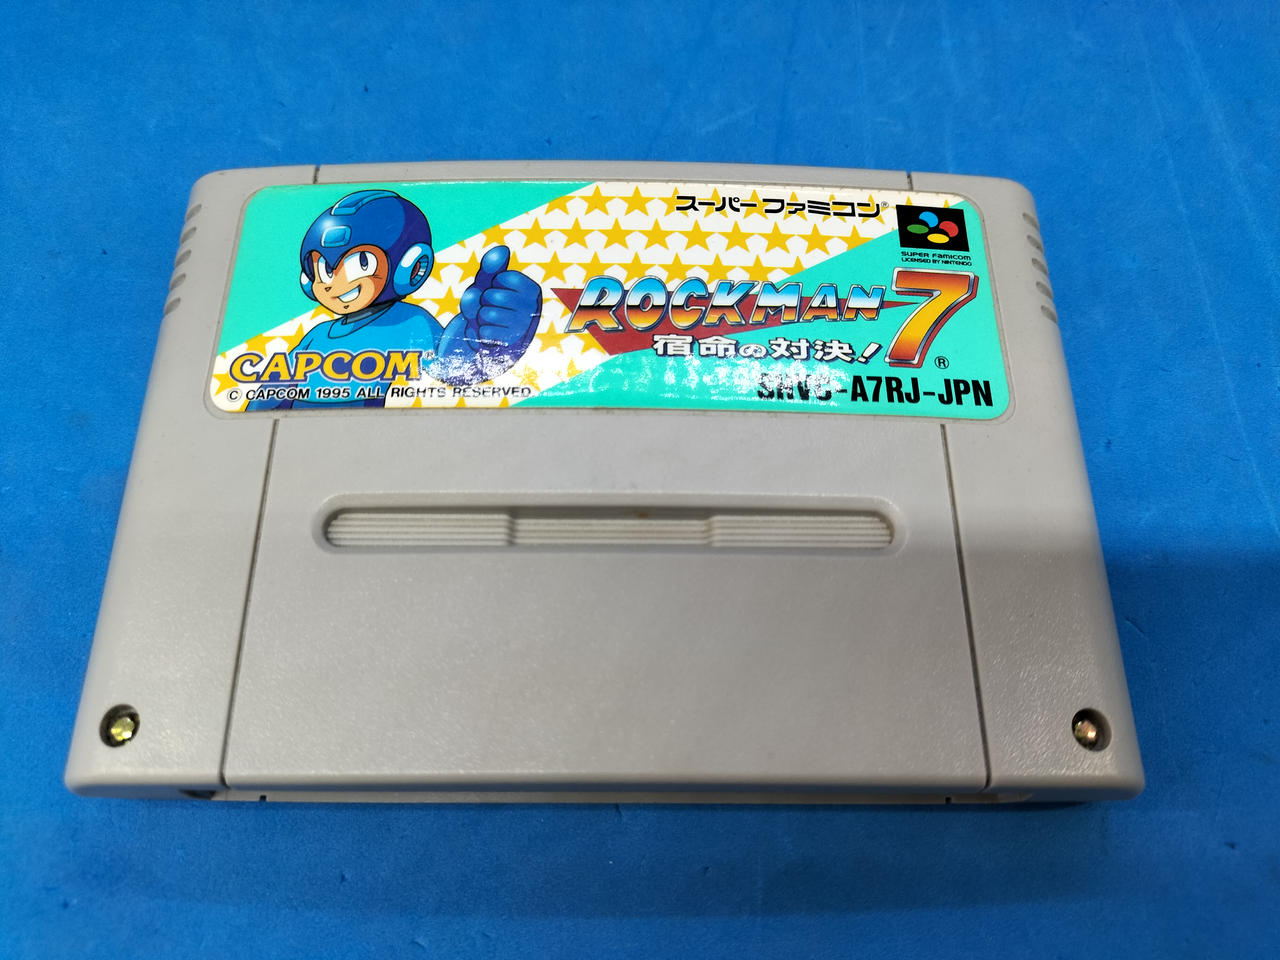 スーパーファミコン®
SUPER FAMICOM
LICENSED BY NINTENDO
ROCKMAN 7®
宿命の対決!
CAPCOM®
© CAPCOM 1995 ALL RIGHTS RESERVED
SHVC-A7RJ-JPN